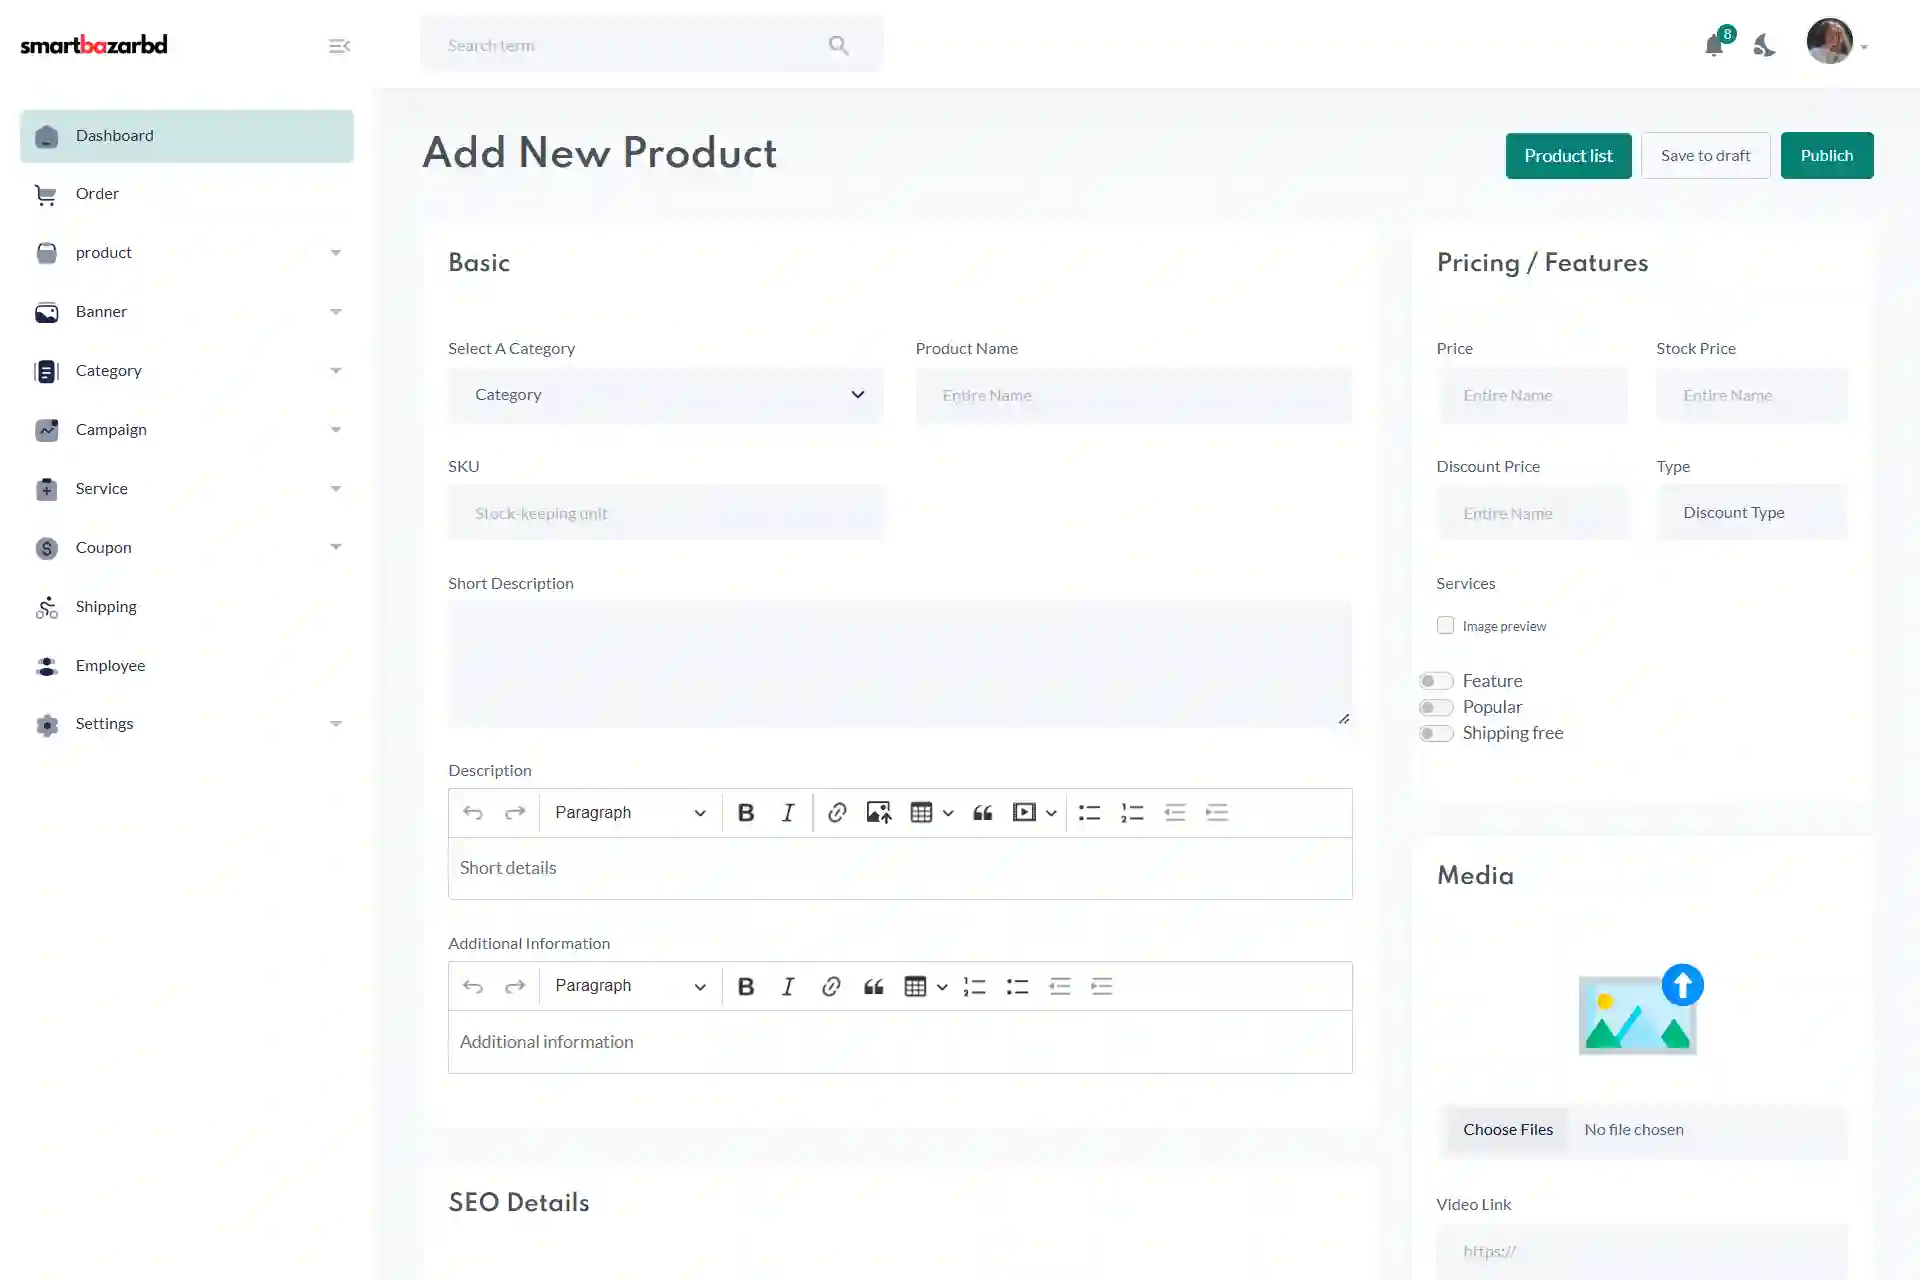 smartbazarbd
Search term
8
Dashboard
Order
product
Banner
Category
Campaign
Service
Coupon
Shipping
Employee
Settings
Add New Product
Product list
Save to draft
Publish
Basic
Select A Category
Product Name
Category
Entire Name
SKU
Stock-keeping unit
Short Description
Description
Paragraph
Short details
Additional Information
Paragraph
Additional information
SEO Details
Pricing / Features
Price
Stock Price
Entire Name
Entire Name
Discount Price
Type
Entire Name
Discount Type
Services
Image preview
Feature
Popular
Shipping free
Media
Choose Files
No file chosen
Video Link
https://